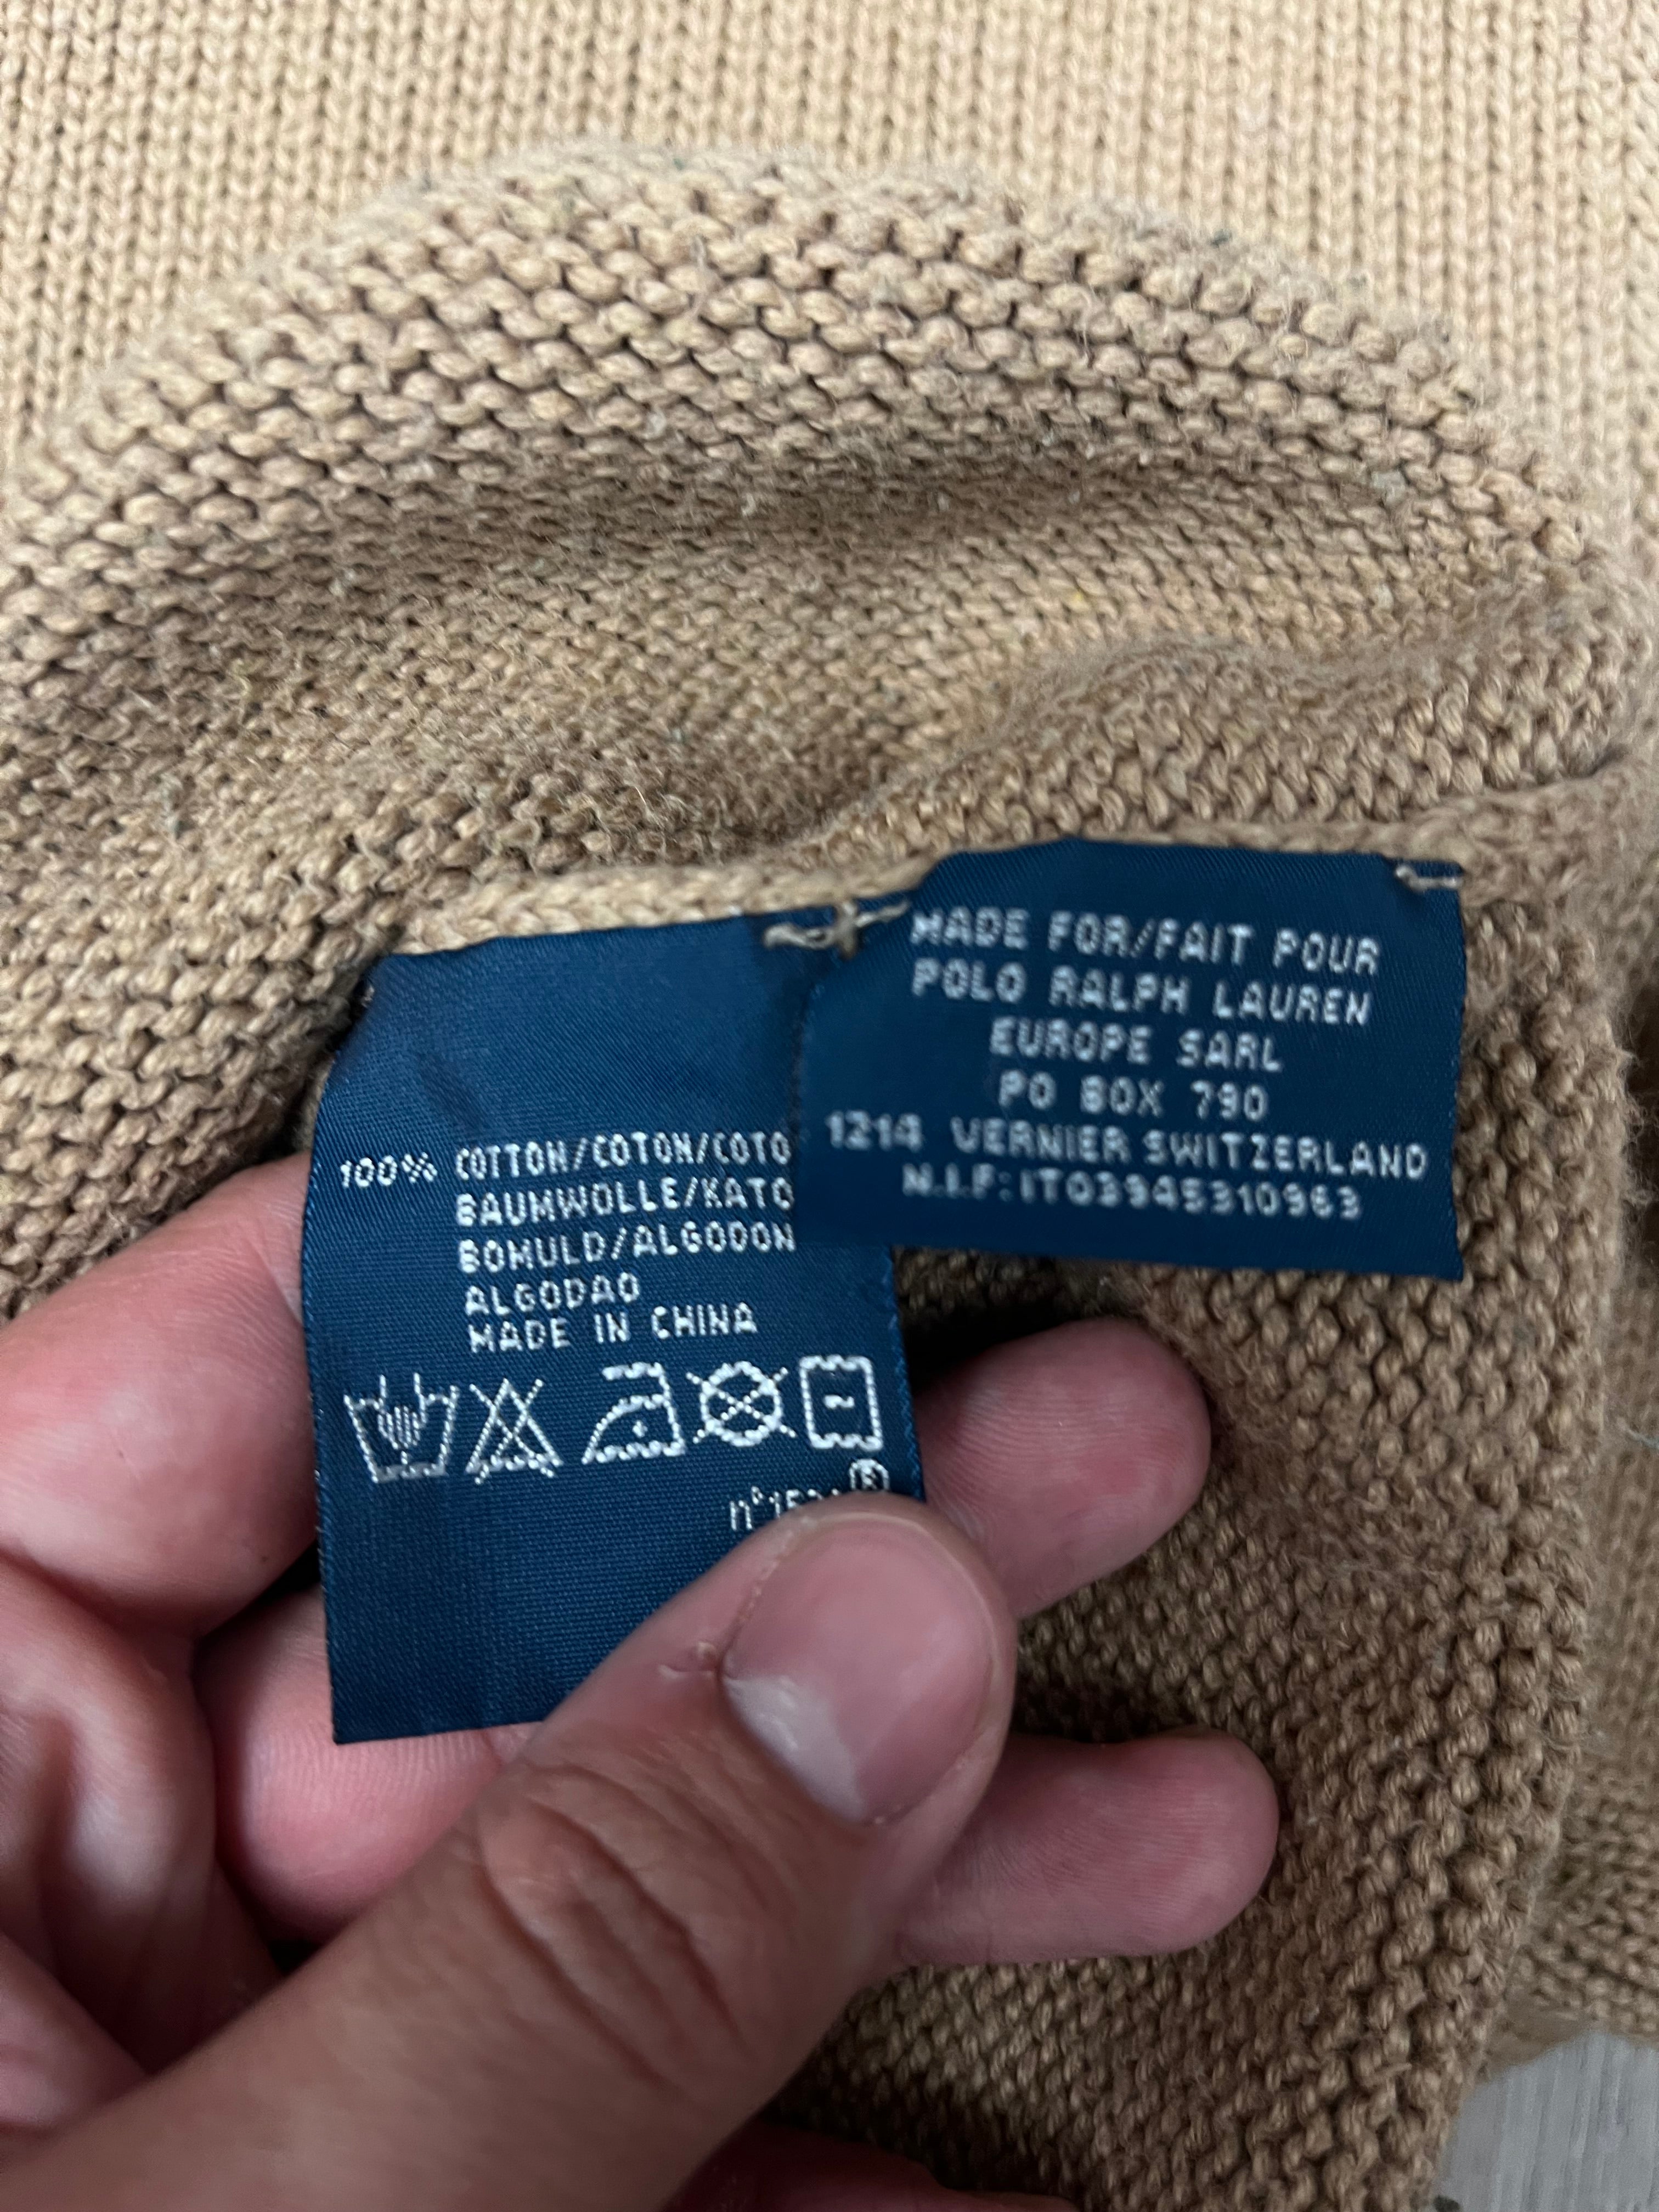 100% COTTON/COTON/COTO
BAUMWOLLE/KATO
BOMULD/ALGODON
ALGODAO
MADE IN CHINA
®
MADE FOR/FAIT POUR
POLO RALPH LAUREN
EUROPE SARL
PO BOX 790
1214 VERNIER SWITZERLAND
N.I.F:IT03945310963